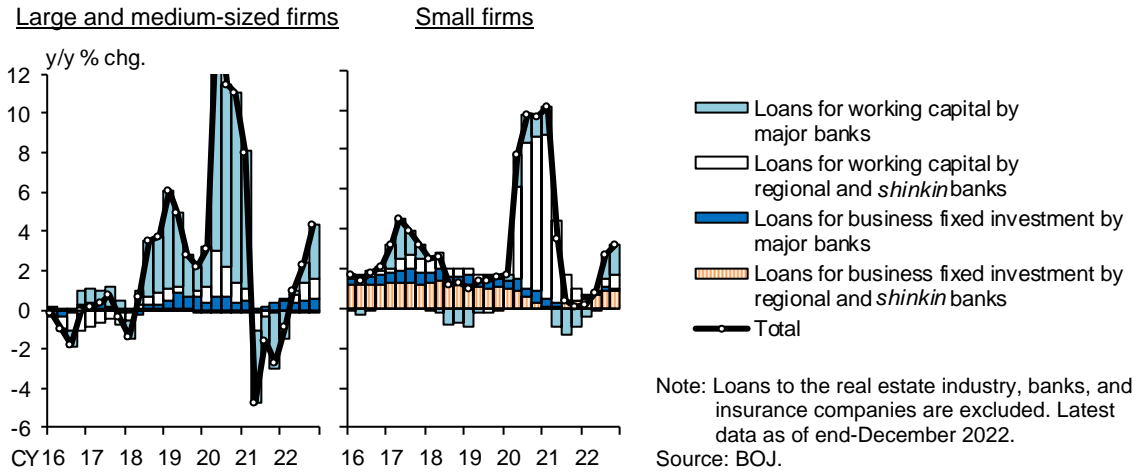 Large and medium-sized firms
Small firms
y/y % chg.
12
10
8
6
4
2
0
-2
-4
-6
CY 16 17 18 19 20 21 22
16 17 18 19 20 21 22
Loans for working capital by
major banks
Loans for working capital by
regional and shinkin banks
Loans for business fixed investment by
major banks
Loans for business fixed investment by
regional and shinkin banks
Total
Note: Loans to the real estate industry, banks, and
insurance companies are excluded. Latest
data as of end-December 2022.
Source: BOJ.